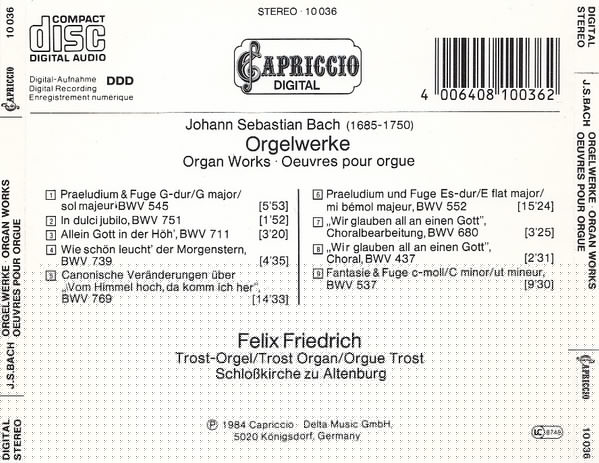 STEREO · 10 036
COMPACT
disc
DIGITAL AUDIO
Digital-Aufnahme
Digital Recording
Enregistrement numérique
DDD
CAPRICCIO
DIGITAL
4 006408 100362
Johann Sebastian Bach (1685-1750)
Orgelwerke
Organ Works · Oeuvres pour orgue
1 Praeludium & Fuge G-dur/G major/
sol majeur BWV 545 [5'53]
2 In dulci jubilo, BWV 751 [1'52]
3 Allein Gott in der Höh', BWV 711 [3'20]
4 Wie schön leucht' der Morgenstern,
BWV 739 [4'35]
5 Canonische Veränderungen über
„Vom Himmel hoch, da komm ich her",
BWV 769 [14'33]
6 Praeludium und Fuge Es-dur/E flat major/
mi bémol majeur, BWV 552 [15'24]
7 „Wir glauben all an einen Gott",
Choralbearbeitung, BWV 680 [3'25]
8 „Wir glauben all an einen Gott",
Choral, BWV 437 [2'31]
9 Fantasie & Fuge c-moll/C minor/ut mineur,
BWV 537 [9'30]
Felix Friedrich
Trost-Orgel/Trost Organ/Orgue Trost
Schloßkirche zu Altenburg
Ⓟ 1984 Capriccio Delta Music GmbH,
5020 Königsdorf, Germany
LC 8748
DIGITAL
STEREO
J.S.BACH ORGELWERKE · ORGAN WORKS
OEUVRES POUR ORGUE
CAPRICCIO
10 036
DIGITAL
STEREO
J.S.BACH ORGELWERKE · ORGAN WORKS
OEUVRES POUR ORGUE
CAPRICCIO
10 036